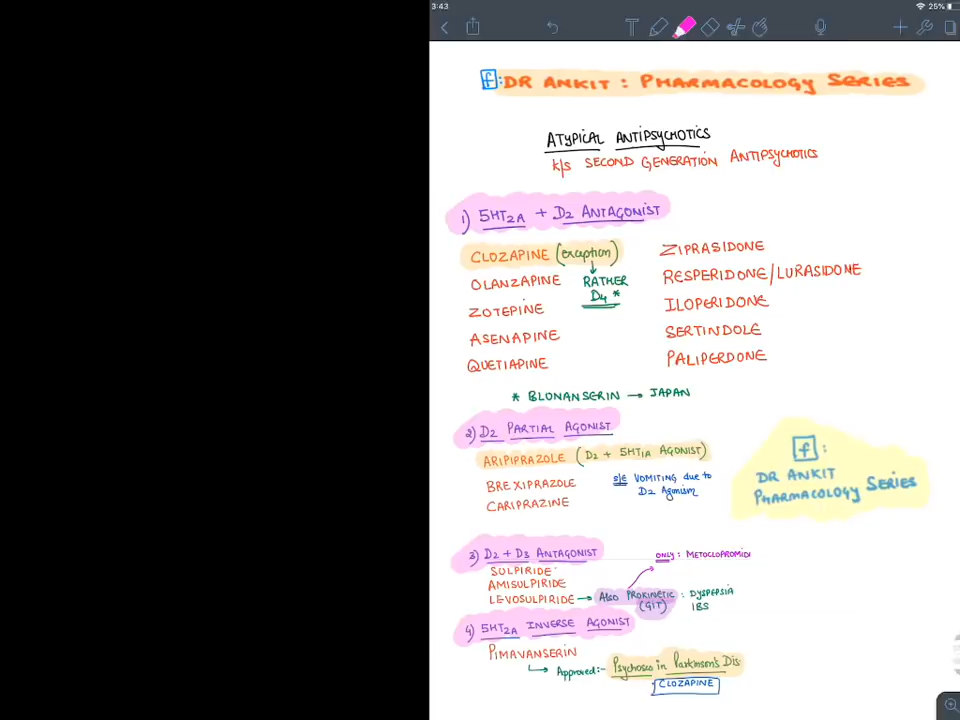 3:43
25%
f: DR ANKIT : PHARMACOLOGY SERIES
ATYPICAL ANTIPSYCHOTICS
k/s SECOND GENERATION ANTIPSYCHOTICS
1) 5HT2A + D2 ANTAGONIST
CLOZAPINE (exception)
RATHER
D4 *
OLANZAPINE
ZOTEPINE
ASENAPINE
QUETIAPINE
ZIPRASIDONE
RESPERIDONE/LURASIDONE
ILOPERIDONE
SERTINDOLE
PALIPERDONE
* BLONANSERIN → JAPAN
2) D2 PARTIAL AGONIST
ARIPIPRAZOLE (D2 + 5HT1A AGONIST)
BREXIPRAZOLE
CARIPRAZINE
S/E VOMITING due to
D2 Agonism
f :
DR ANKIT
PHARMACOLOGY SERIES
3) D2 + D3 ANTAGONIST
ONLY : METOCLOPROMIDI
SULPIRIDE
AMISULPIRIDE
LEVOSULPIRIDE → ALSO PROKINETIC : DYSPEPSIA
(GIT) IBS
4) 5HT2A INVERSE AGONIST
PIMAVANSERIN
Approved:- Psychoses in Parkinson's Dis
CLOZAPINE